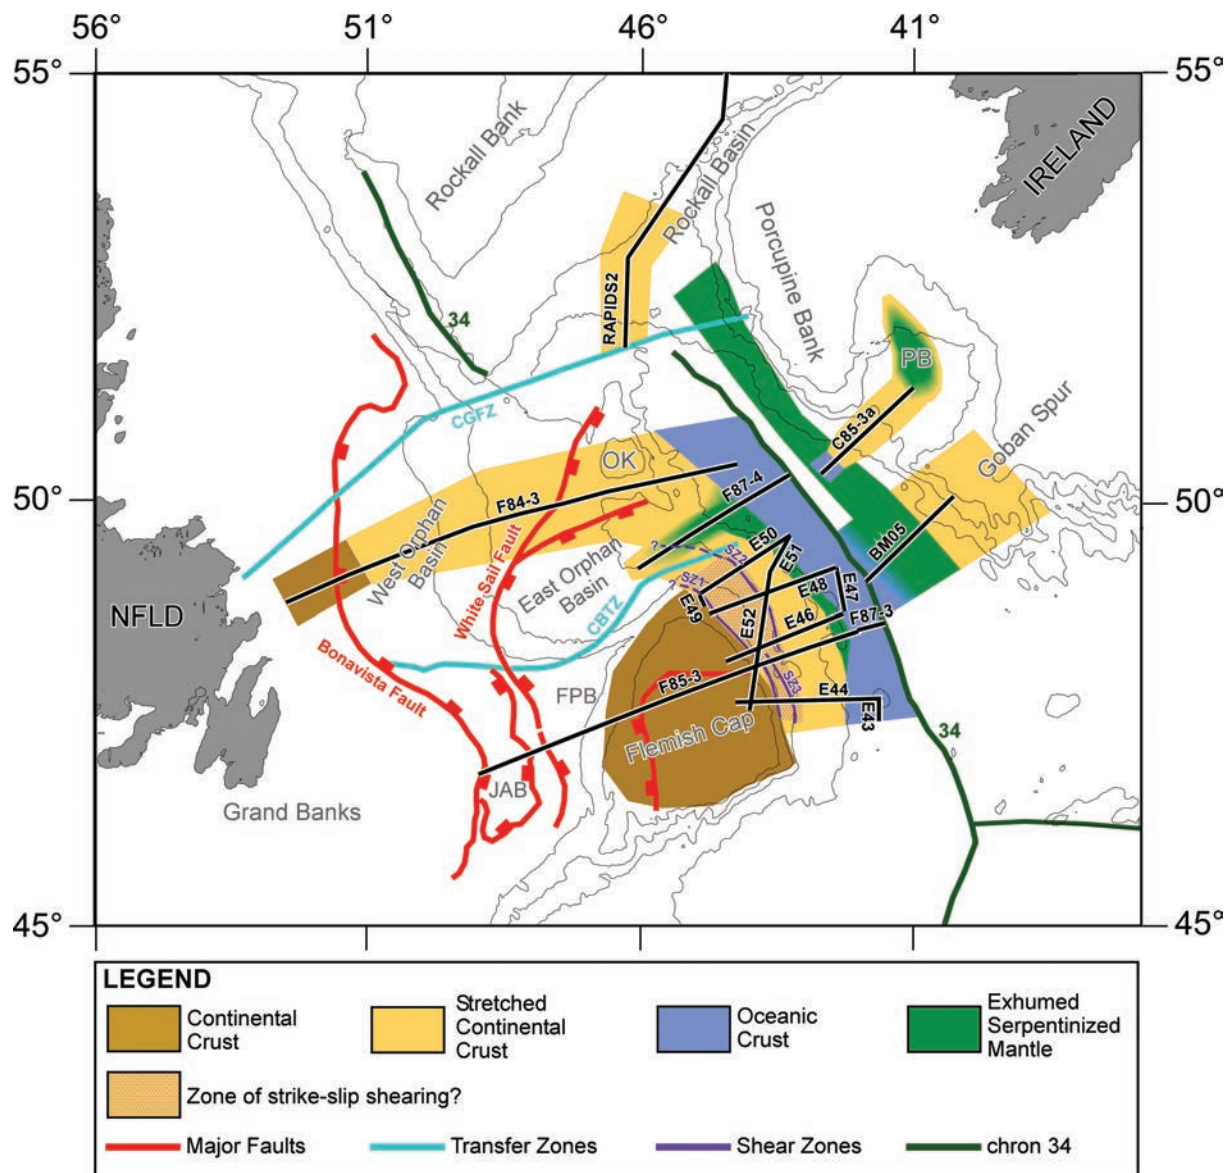 56°
51°
46°
41°
55°
55°
Rockall Bank
Rockall Basin
IRELAND
Porcupine Bank
RAPIDS2
34
PB
CGFZ
C85-3a
Goban Spur
OK
50°
50°
F84-3
F87-4
West Orphan
Basin
White Sail Fault
East Orphan
Basin
BM05
E50
E51
?
SZ2
SZ1
?
E48
E47
E49
E52
E46
F87-3
NFLD
CBTZ
Bonavista Fault
FPB
F85-3
SZ3
E44
E43
Flemish Cap
34
JAB
Grand Banks
45°
45°
LEGEND
Continental
Crust
Stretched
Continental
Crust
Oceanic
Crust
Exhumed
Serpentinized
Mantle
Zone of strike-slip shearing?
Major Faults
Transfer Zones
Shear Zones
chron 34